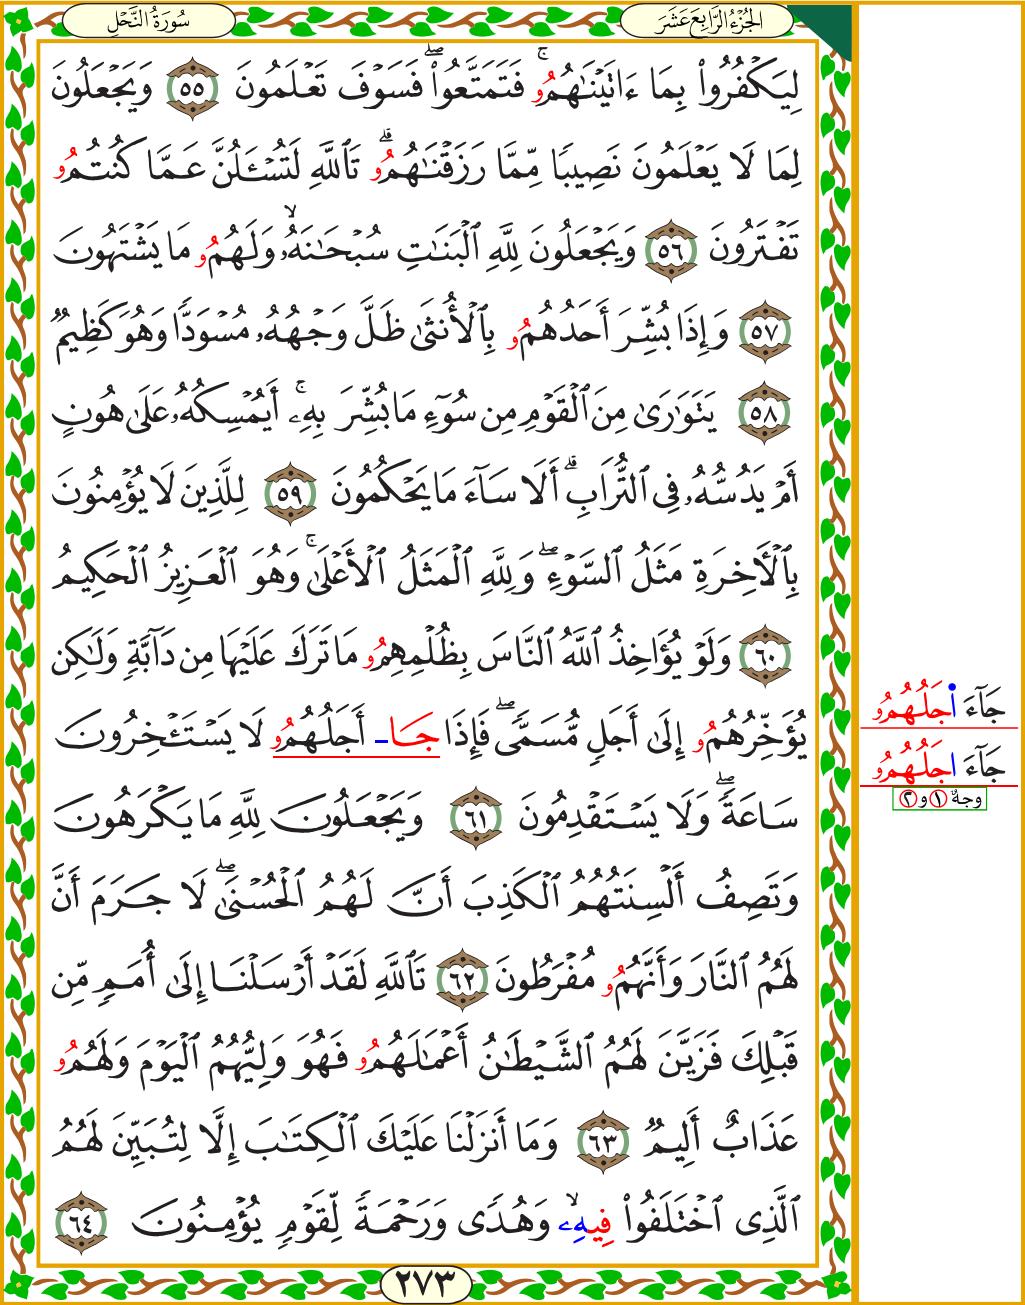 الجُزْءُ الرَّابِعَ عَشَرَ
سُورَةُ النَّحْلِ
لِيَكْفُرُوا۟ بِمَا ءَاتَيْنَٰهُمُۥ ۚ فَتَمَتَّعُوا۟ ۖ فَسَوْفَ تَعْلَمُونَ ٥٥ وَيَجْعَلُونَ
لِمَا لَا يَعْلَمُونَ نَصِيبًا مِّمَّا رَزَقْنَٰهُمُۥ ۗ تَٱللَّهِ لَتُسْـَٔلُنَّ عَمَّا كُنتُمُۥ
تَفْتَرُونَ ٥٦ وَيَجْعَلُونَ لِلَّهِ ٱلْبَنَٰتِ سُبْحَٰنَهُۥ ۙ وَلَهُمُۥ مَا يَشْتَهُونَ
٥٧ وَإِذَا بُشِّرَ أَحَدُهُمُۥ بِٱلْأُنثَىٰ ظَلَّ وَجْهُهُۥ مُسْوَدًّا وَهُوَ كَظِيمٌ
٥٨ يَتَوَٰرَىٰ مِنَ ٱلْقَوْمِ مِن سُوٓءِ مَا بُشِّرَ بِهِۦٓ ۚ أَيُمْسِكُهُۥ عَلَىٰ هُونٍ
أَمْ يَدُسُّهُۥ فِى ٱلتُّرَابِ ۗ أَلَا سَآءَ مَا يَحْكُمُونَ ٥٩ لِلَّذِينَ لَا يُؤْمِنُونَ
بِٱلْـَٔاخِرَةِ مَثَلُ ٱلسَّوْءِ ۖ وَلِلَّهِ ٱلْمَثَلُ ٱلْأَعْلَىٰ ۚ وَهُوَ ٱلْعَزِيزُ ٱلْحَكِيمُ
٦٠ وَلَوْ يُؤَاخِذُ ٱللَّهُ ٱلنَّاسَ بِظُلْمِهِمُۥ مَا تَرَكَ عَلَيْهَا مِن دَآبَّةٍ وَلَٰكِن
يُؤَخِّرُهُمُۥ إِلَىٰٓ أَجَلٍ مُّسَمًّى ۖ فَإِذَا جَا أَجَلُهُمُۥ لَا يَسْتَـْٔخِرُونَ
سَاعَةً ۖ وَلَا يَسْتَقْدِمُونَ ٦١ وَيَجْعَلُونَ لِلَّهِ مَا يَكْرَهُونَ
وَتَصِفُ أَلْسِنَتُهُمُ ٱلْكَذِبَ أَنَّ لَهُمُ ٱلْحُسْنَىٰ ۖ لَا جَرَمَ أَنَّ
لَهُمُ ٱلنَّارَ وَأَنَّهُمُۥ مُفْرَطُونَ ٦٢ تَٱللَّهِ لَقَدْ أَرْسَلْنَا إِلَىٰ أُمَمٍ مِّن
قَبْلِكَ فَزَيَّنَ لَهُمُ ٱلشَّيْطَٰنُ أَعْمَٰلَهُمُۥ فَهُوَ وَلِيُّهُمُ ٱلْيَوْمَ وَلَهُمُۥ
عَذَابٌ أَلِيمٌ ٦٣ وَمَا أَنزَلْنَا عَلَيْكَ ٱلْكِتَٰبَ إِلَّا لِتُبَيِّنَ لَهُمُ
ٱلَّذِى ٱخْتَلَفُوا۟ فِيهِۦ ۙ وَهُدًى وَرَحْمَةً لِّقَوْمٍ يُؤْمِنُونَ ٦٤
جَآءَ اجَلُهُمُۥ
جَآءَ اجَلُهُمُۥ
وجهٌ ١ و ٢
٢٧٣